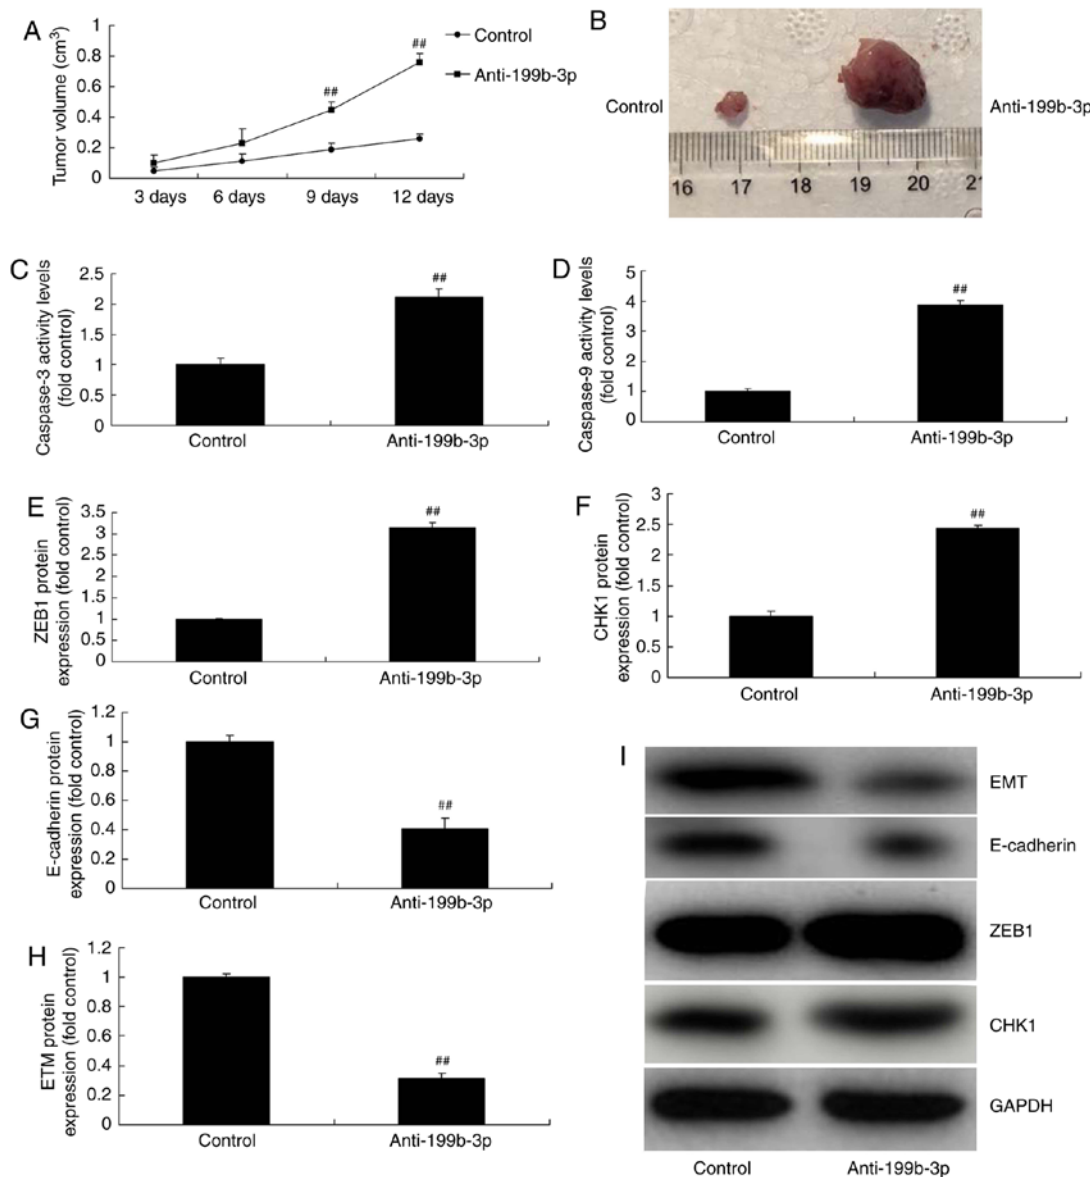 A
Tumor volume (cm³)
1
0.8
0.6
0.4
0.2
0
##
##
3 days 6 days 9 days 12 days
Control
Anti-199b-3p
B
Control
Anti-199b-3p
16 17 18 19 20 21
C
Caspase-3 activity levels
(fold control)
2.5
2
1.5
1
0.5
0
##
Control Anti-199b-3p
D
Caspase-9 activity levels
(fold control)
5
4
3
2
1
0
##
Control Anti-199b-3p
E
ZEB1 protein
expression (fold control)
3.5
3
2.5
2
1.5
1
0.5
0
##
Control Anti-199b-3p
F
CHK1 protein
expression (fold control)
3
2.5
2
1.5
1
0.5
0
##
Control Anti-199b-3p
G
E-cadherin protein
expression (fold control)
1.2
1
0.8
0.6
0.4
0.2
0
##
Control Anti-199b-3p
H
ETM protein
expression (fold control)
1.2
1
0.8
0.6
0.4
0.2
0
##
Control Anti-199b-3p
I
EMT
E-cadherin
ZEB1
CHK1
GAPDH
Control Anti-199b-3p